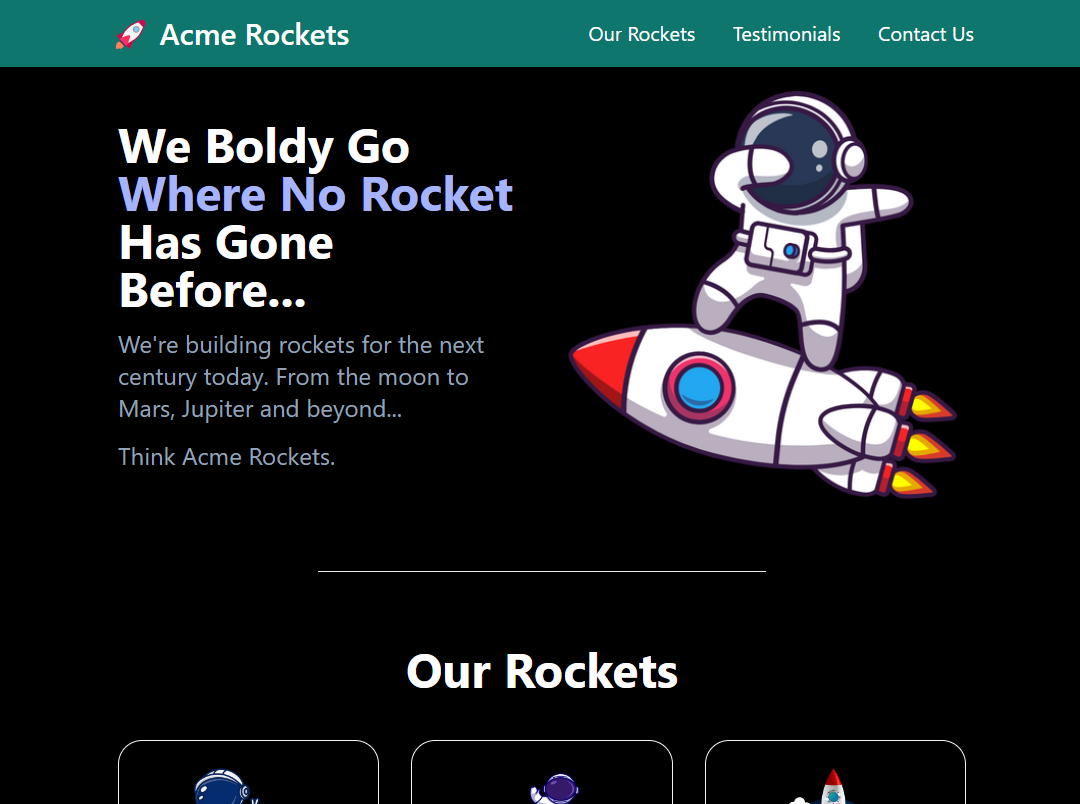 🚀 Acme Rockets
Our Rockets
Testimonials
Contact Us
We Boldy Go
Where No Rocket
Has Gone
Before...
We're building rockets for the next
century today. From the moon to
Mars, Jupiter and beyond...
Think Acme Rockets.
Our Rockets